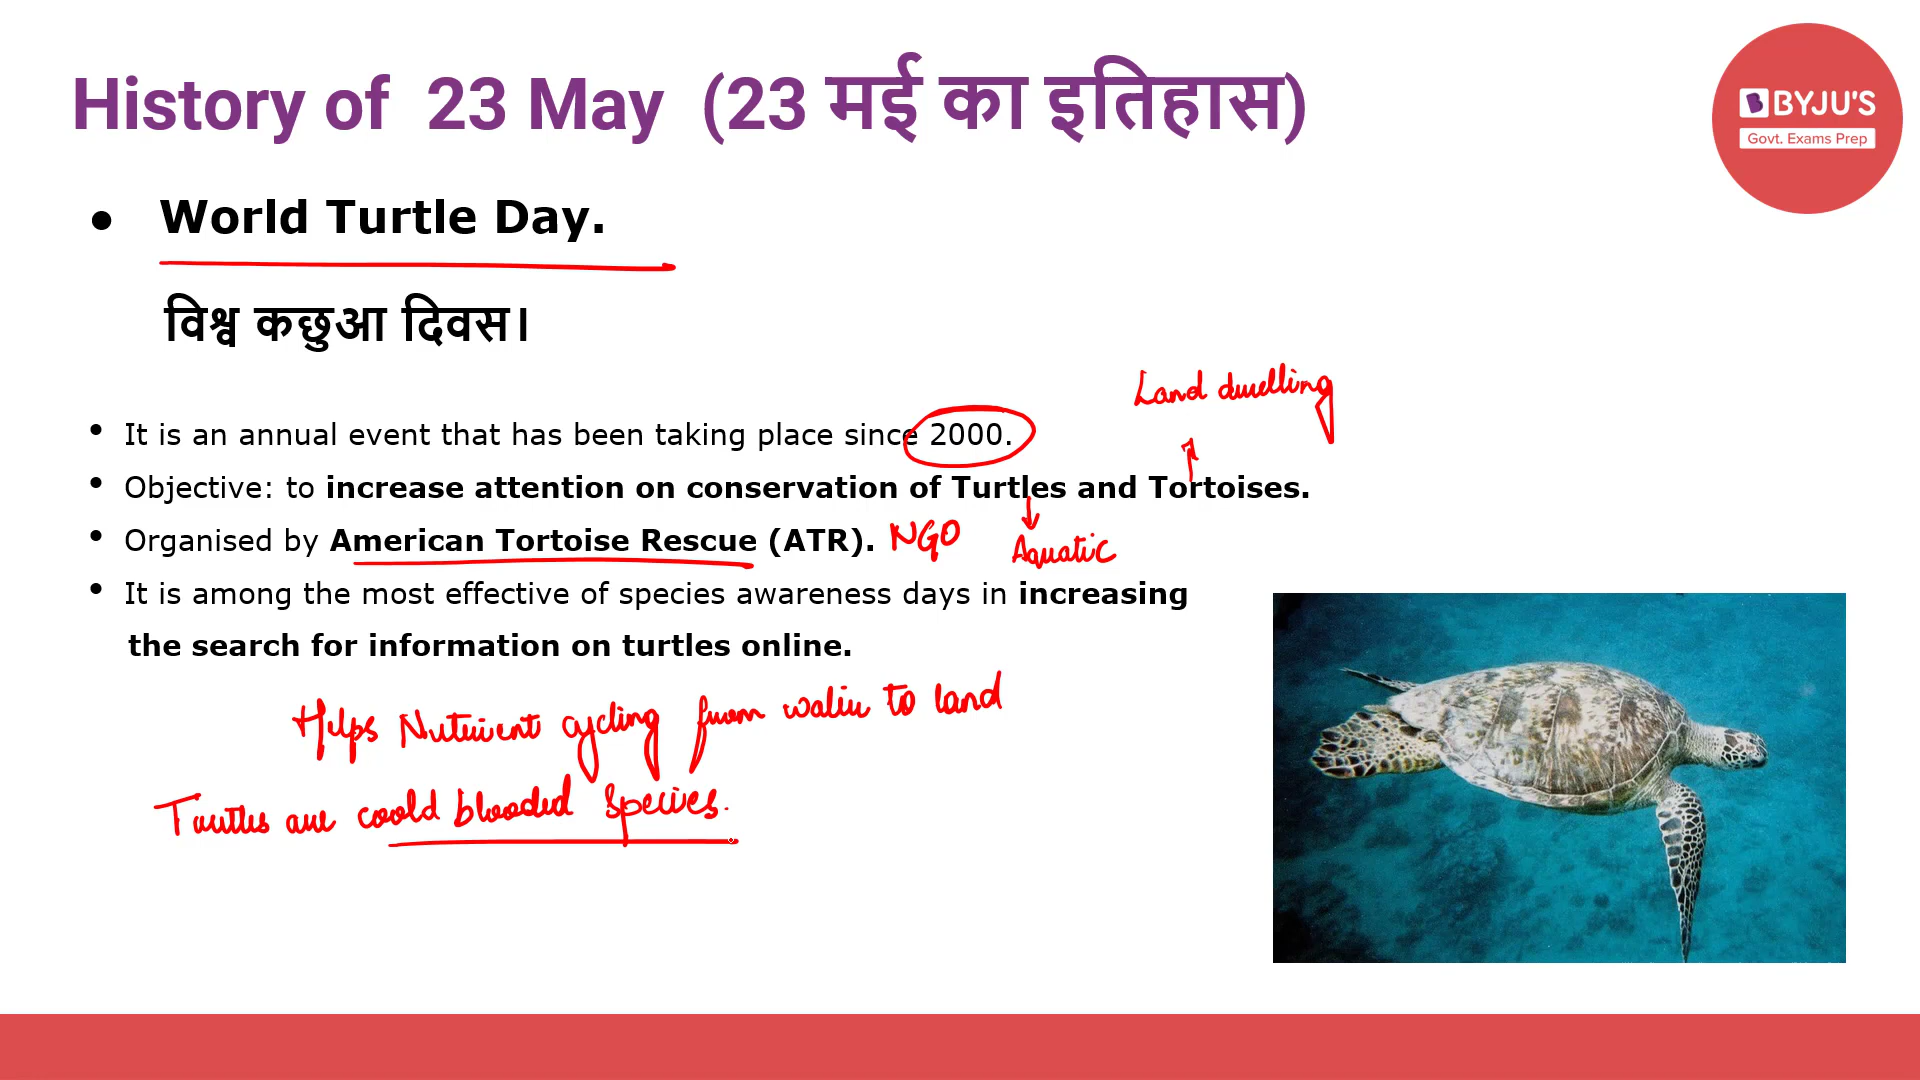 History of 23 May (23 मई का इतिहास)
BYJU'S
Govt. Exams Prep
● World Turtle Day.
विश्व कछुआ दिवस।
Land dwelling
• It is an annual event that has been taking place since 2000.
• Objective: to increase attention on conservation of Turtles and Tortoises.
• Organised by American Tortoise Rescue (ATR). NGO
Aquatic
• It is among the most effective of species awareness days in increasing
the search for information on turtles online.
Helps Nutrient cycling from water to land
Turtles are coold blooded species.